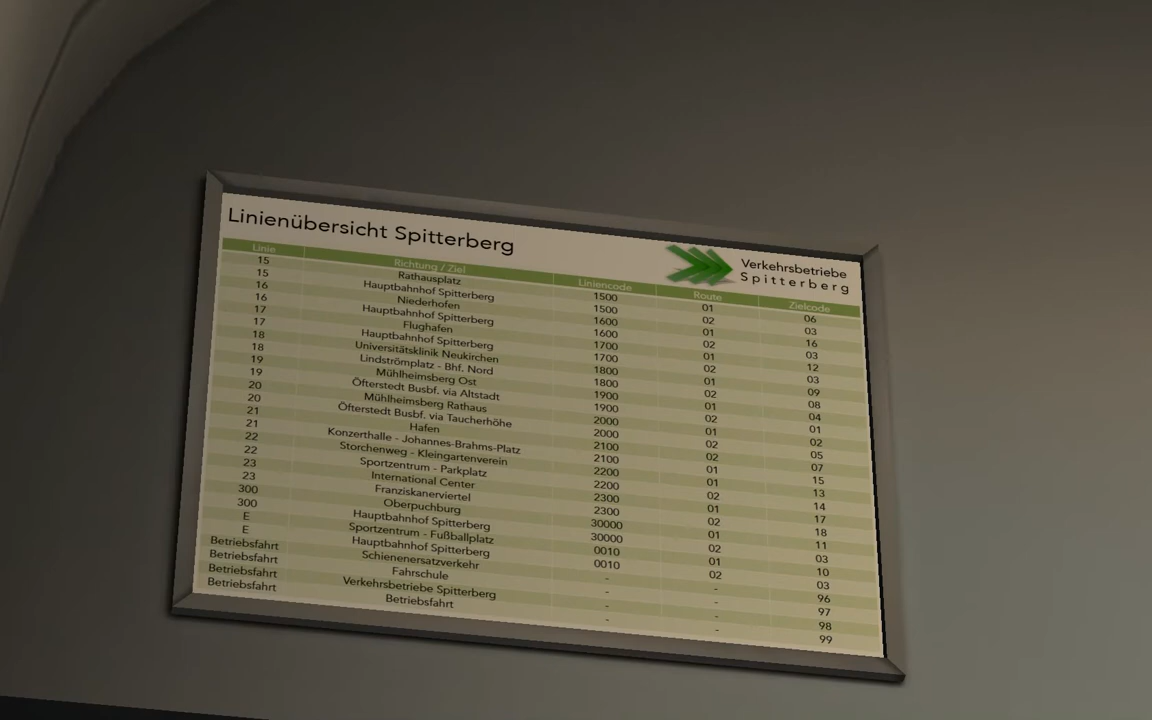 Linienübersicht Spitterberg
Verkehrsbetriebe
Spitterberg
Linie Richtung / Ziel Liniencode Route Zielcode
15 Rathausplatz 1500 01 06
15 Hauptbahnhof Spitterberg 1500 02 03
16 Niederhofen 1600 01 16
16 Hauptbahnhof Spitterberg 1600 02 03
17 Flughafen 1700 01 12
17 Hauptbahnhof Spitterberg 1700 02 03
18 Universitätsklinik Neukirchen 1800 01 09
18 Lindströmplatz - Bhf. Nord 1800 02 08
19 Mühlheimsberg Ost 1900 01 04
19 Öfterstedt Busbf. via Altstadt 1900 02 01
20 Mühlheimsberg Rathaus 2000 01 02
20 Öfterstedt Busbf. via Taucherhöhe 2000 02 05
21 Hafen 2100 02 07
21 Konzerthalle - Johannes-Brahms-Platz 2100 01 15
22 Storchenweg - Kleingartenverein 2200 01 13
22 Sportzentrum - Parkplatz 2200 02 14
23 International Center 2300 01 17
23 Franziskanerviertel 2300 02 18
300 Oberpuchburg 30000 01 11
300 Hauptbahnhof Spitterberg 30000 02 03
E Sportzentrum - Fußballplatz 0010 01 10
E Hauptbahnhof Spitterberg 0010 02 03
Betriebsfahrt Schienenersatzverkehr - - 96
Betriebsfahrt Fahrschule - - 97
Betriebsfahrt Verkehrsbetriebe Spitterberg - - 98
Betriebsfahrt Betriebsfahrt - - 99